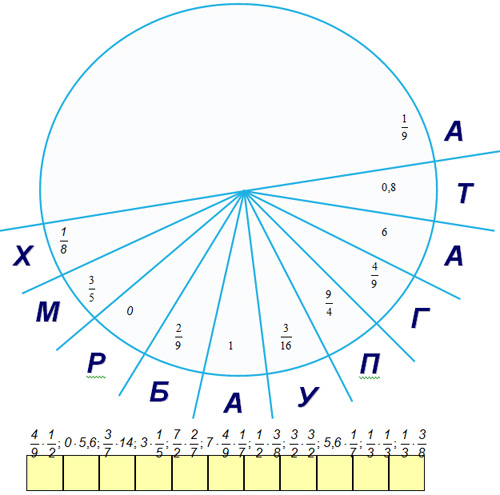 1/9 А
0,8 Т
6 А
Х 1/8
4/9 Г
М 3/5
9/4 П
Р 0
2/9 Б
1 А
3/16 У
4/9 · 1/2; 0 · 5,6; 3/7 · 14; 3 · 1/5; 7/2 · 2/7; 7 · 4/9 · 1/7; 1/2 · 3/8; 3/2 · 3/2; 5,6 · 1/7; 1/3 · 1/3; 1/3 · 3/8